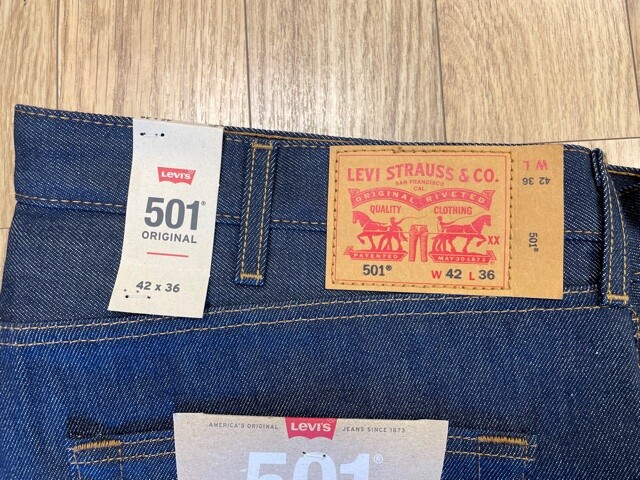 Levi's
501®
ORIGINAL
42 x 36
LEVI STRAUSS & CO.
SAN FRANCISCO
CAL.
ORIGINAL RIVETED
QUALITY CLOTHING
XX
PATENTED MAY 20 1873
501® W 42 L 36
W L
42 36
501®
AMERICA'S ORIGINAL Levi's JEANS SINCE 1873
501®